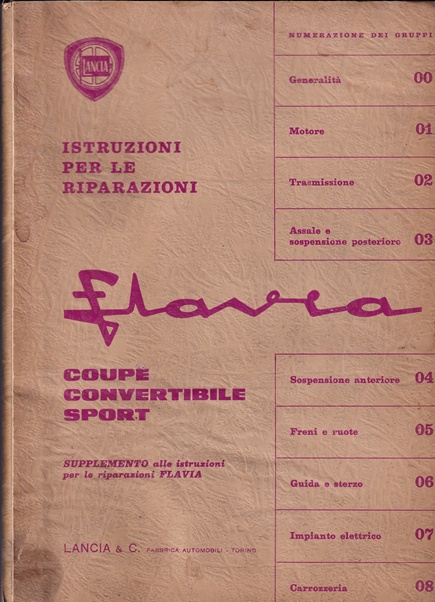 LANCIA
ISTRUZIONI
PER LE
RIPARAZIONI
Flavia
COUPÉ
CONVERTIBILE
SPORT
SUPPLEMENTO alle istruzioni
per le riparazioni FLAVIA
LANCIA & C. FABBRICA AUTOMOBILI - TORINO
NUMERAZIONE DEI GRUPPI
Generalità 00
Motore 01
Trasmissione 02
Assale e
sospensione posteriore 03
Sospensione anteriore 04
Freni e ruote 05
Guida e sterzo 06
Impianto elettrico 07
Carrozzeria 08